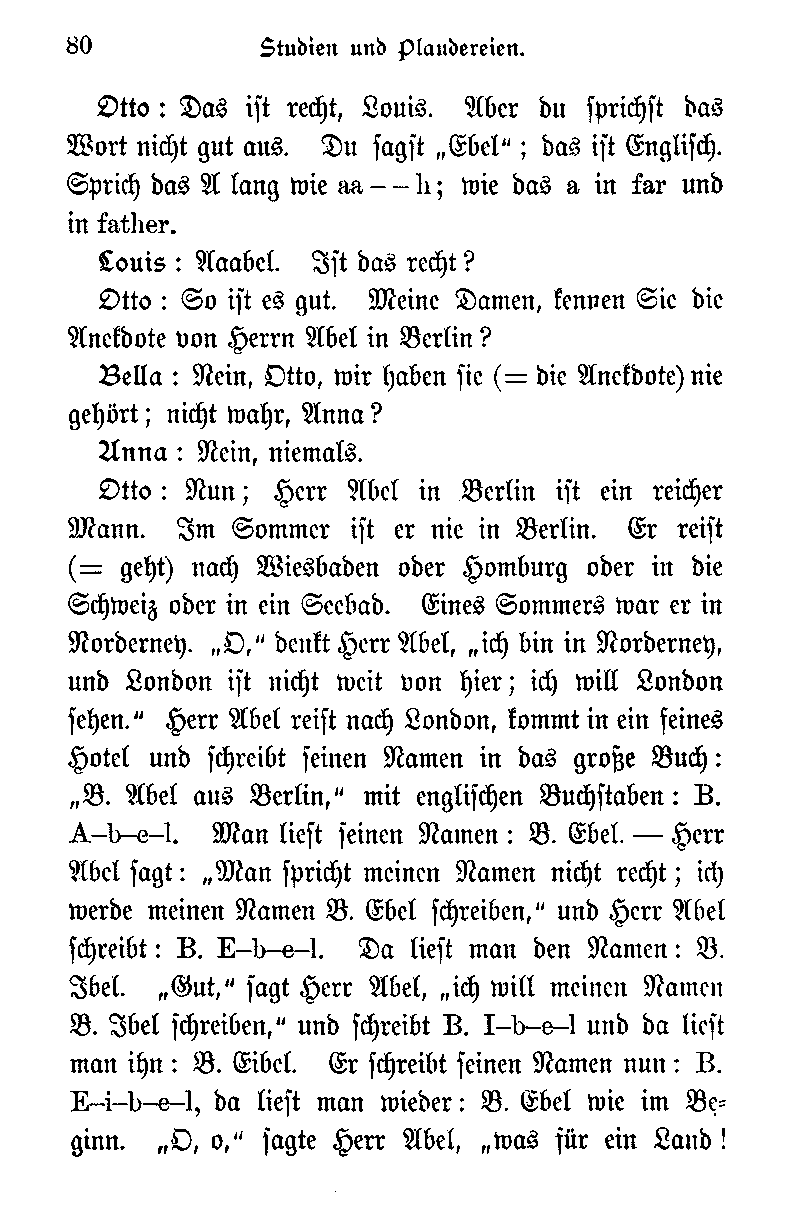 80 Studien und Plaudereien.
Otto : Das ist recht, Louis. Aber du sprichst das
Wort nicht gut aus. Du sagst „Ebel“ ; das ist Englisch.
Sprich das A lang wie aa – – h; wie das a in far und
in father.
Louis : Aaabel. Ist das recht ?
Otto : So ist es gut. Meine Damen, kennen Sie die
Anekdote von Herrn Abel in Berlin ?
Bella : Nein, Otto, wir haben sie (= die Anekdote) nie
gehört ; nicht wahr, Anna ?
Anna : Nein, niemals.
Otto : Nun ; Herr Abel in Berlin ist ein reicher
Mann. Im Sommer ist er nie in Berlin. Er reist
(= geht) nach Wiesbaden oder Homburg oder in die
Schweiz oder in ein Seebad. Eines Sommers war er in
Norderney. „O,“ denkt Herr Abel, „ich bin in Norderney,
und London ist nicht weit von hier ; ich will London
sehen.“ Herr Abel reist nach London, kommt in ein feines
Hotel und schreibt seinen Namen in das große Buch :
„B. Abel aus Berlin,“ mit englischen Buchstaben : B.
A–b–e–l. Man liest seinen Namen : B. Ebel. — Herr
Abel sagt : „Man spricht meinen Namen nicht recht ; ich
werde meinen Namen B. Ebel schreiben,“ und Herr Abel
schreibt : B. E–b–e–l. Da liest man den Namen : B.
Ibel. „Gut,“ sagt Herr Abel, „ich will meinen Namen
B. Ibel schreiben,“ und schreibt B. I–b–e–l und da liest
man ihn : B. Eibel. Er schreibt seinen Namen nun : B.
E–i–b–e–l, da liest man wieder : B. Ebel wie im Be-
ginn. „O, o,“ sagte Herr Abel, „was für ein Land !